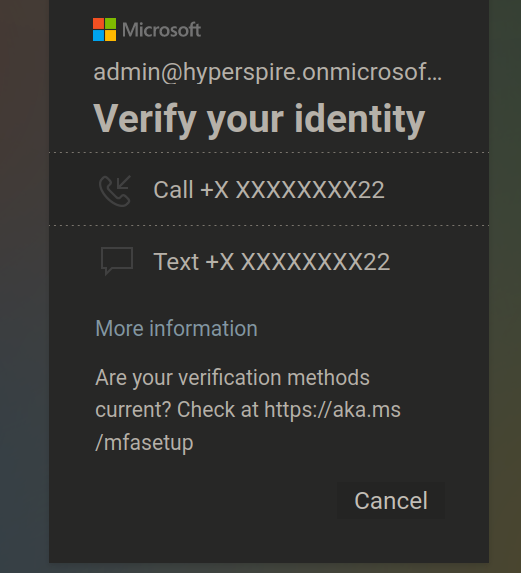 Microsoft
admin@hyperspire.onmicrosof...
Verify your identity
Call +X XXXXXXXX22
Text +X XXXXXXXX22
More information
Are your verification methods
current? Check at https://aka.ms
/mfasetup
Cancel